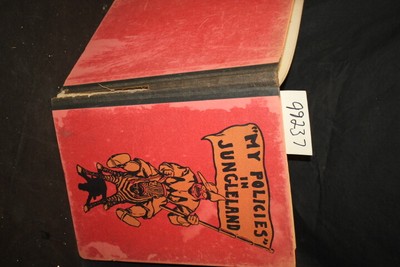 "MY POLICIES"
IN
JUNGLELAND
99237